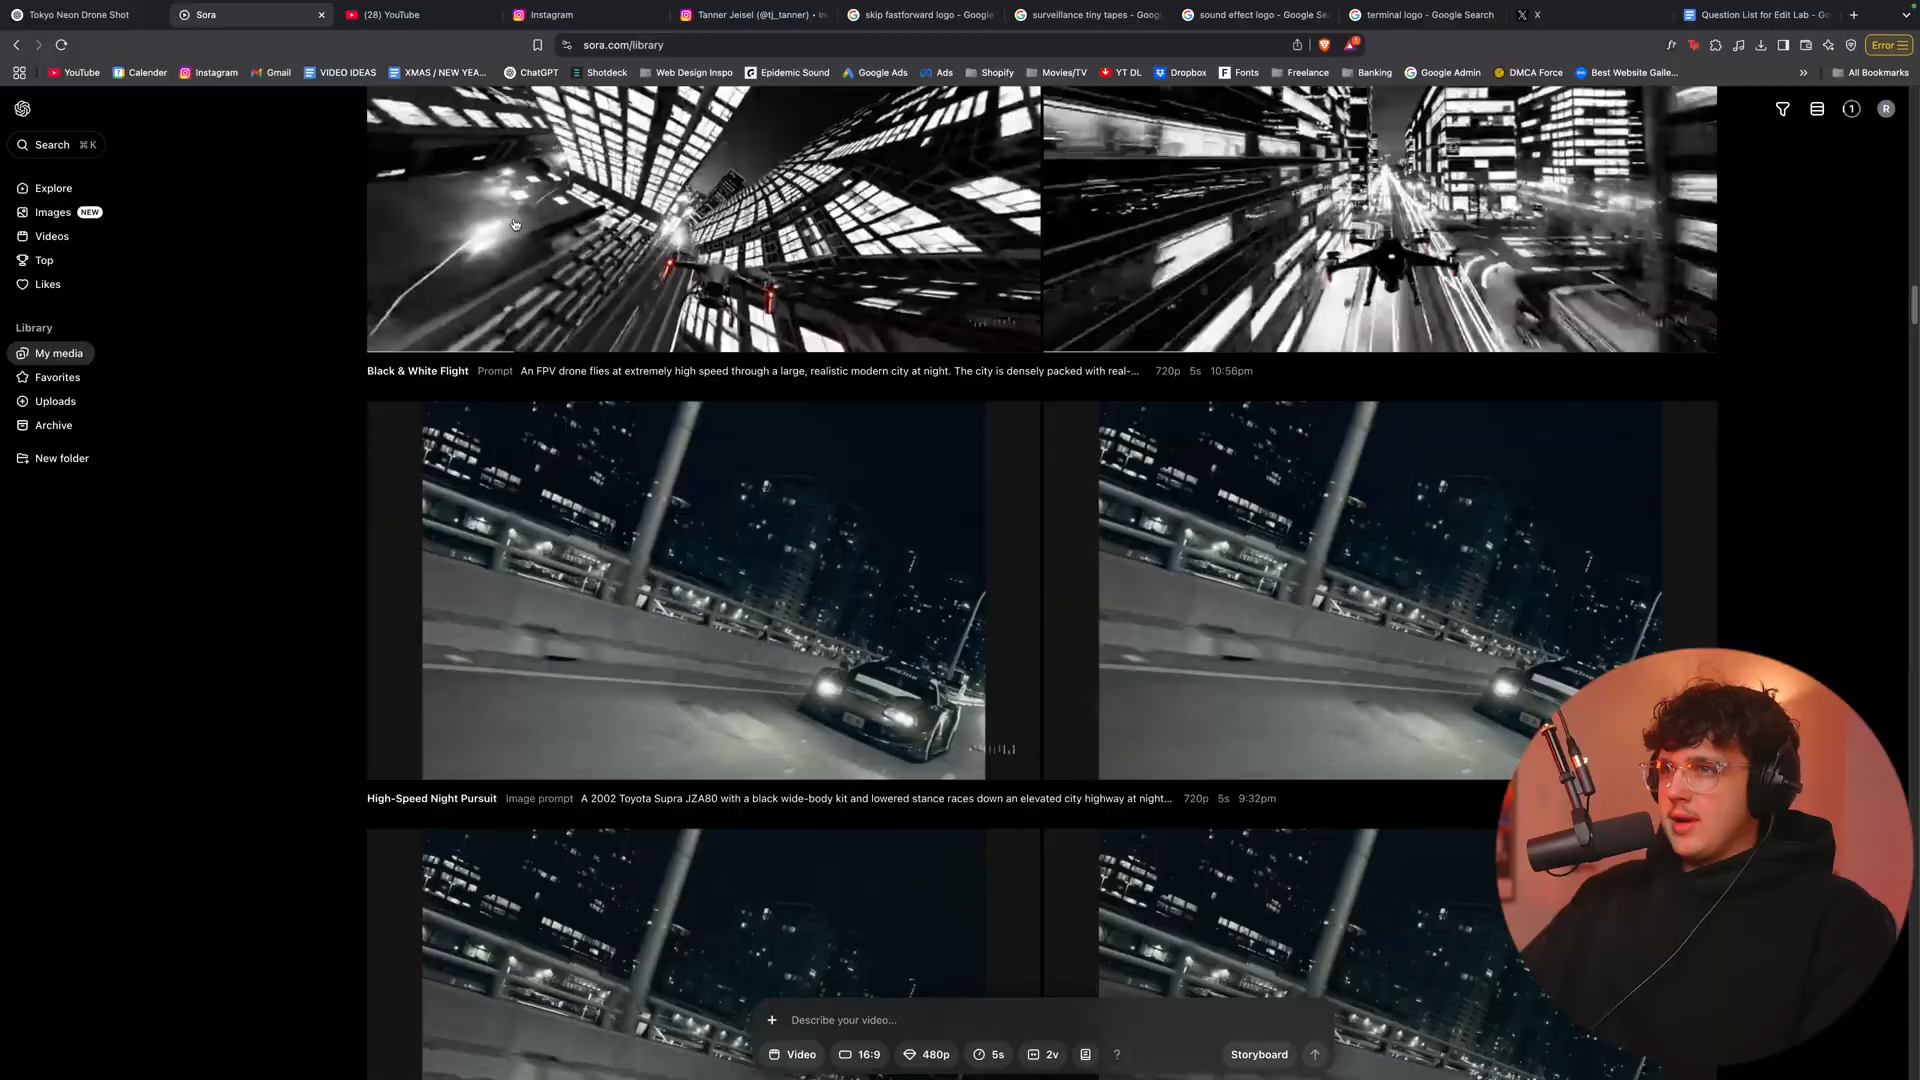 Tokyo Neon Drone Shot
Sora
(28) YouTube
Instagram
Tanner Jeisel (@tj_tanner) • In
skip fastforward logo - Google
surveillance tiny tapes - Goog
sound effect logo - Google Se
terminal logo - Google Search
X
Question List for Edit Lab - Go
sora.com/library
1
Error
YouTube
Calender
Instagram
Gmail
VIDEO IDEAS
XMAS / NEW YEA...
ChatGPT
Shotdeck
Web Design Inspo
Epidemic Sound
Google Ads
Ads
Shopify
Movies/TV
YT DL
Dropbox
Fonts
Freelance
Banking
Google Admin
DMCA Force
Best Website Galle...
All Bookmarks
1
R
Search ⌘ K
Explore
Images NEW
Videos
Top
Likes
Library
My media
Favorites
Uploads
Archive
New folder
Black & White Flight Prompt An FPV drone flies at extremely high speed through a large, realistic modern city at night. The city is densely packed with real-... 720p 5s 10:56pm
High-Speed Night Pursuit Image prompt A 2002 Toyota Supra JZA80 with a black wide-body kit and lowered stance races down an elevated city highway at night... 720p 5s 9:32pm
+ Describe your video...
Video 16:9 480p 5s 2v ? Storyboard